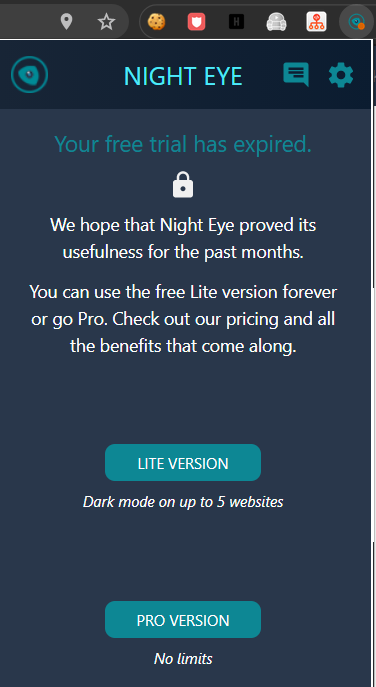 NIGHT EYE
Your free trial has expired.
We hope that Night Eye proved its
usefulness for the past months.
You can use the free Lite version forever
or go Pro. Check out our pricing and all
the benefits that come along.
LITE VERSION
Dark mode on up to 5 websites
PRO VERSION
No limits